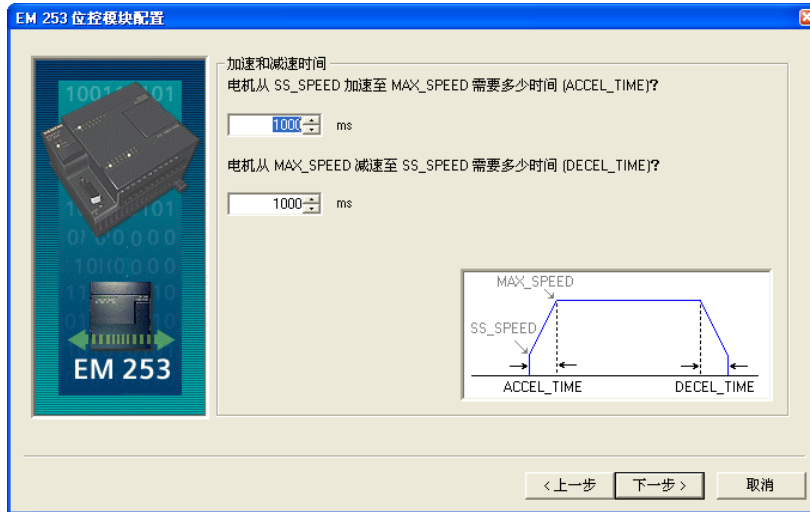 EM 253 位控模块配置
加速和减速时间
电机从 SS_SPEED 加速至 MAX_SPEED 需要多少时间 (ACCEL_TIME)?
1000 ms
电机从 MAX_SPEED 减速至 SS_SPEED 需要多少时间 (DECEL_TIME)?
1000 ms
MAX_SPEED
SS_SPEED
ACCEL_TIME DECEL_TIME
EM 253
<上一步 下一步> 取消